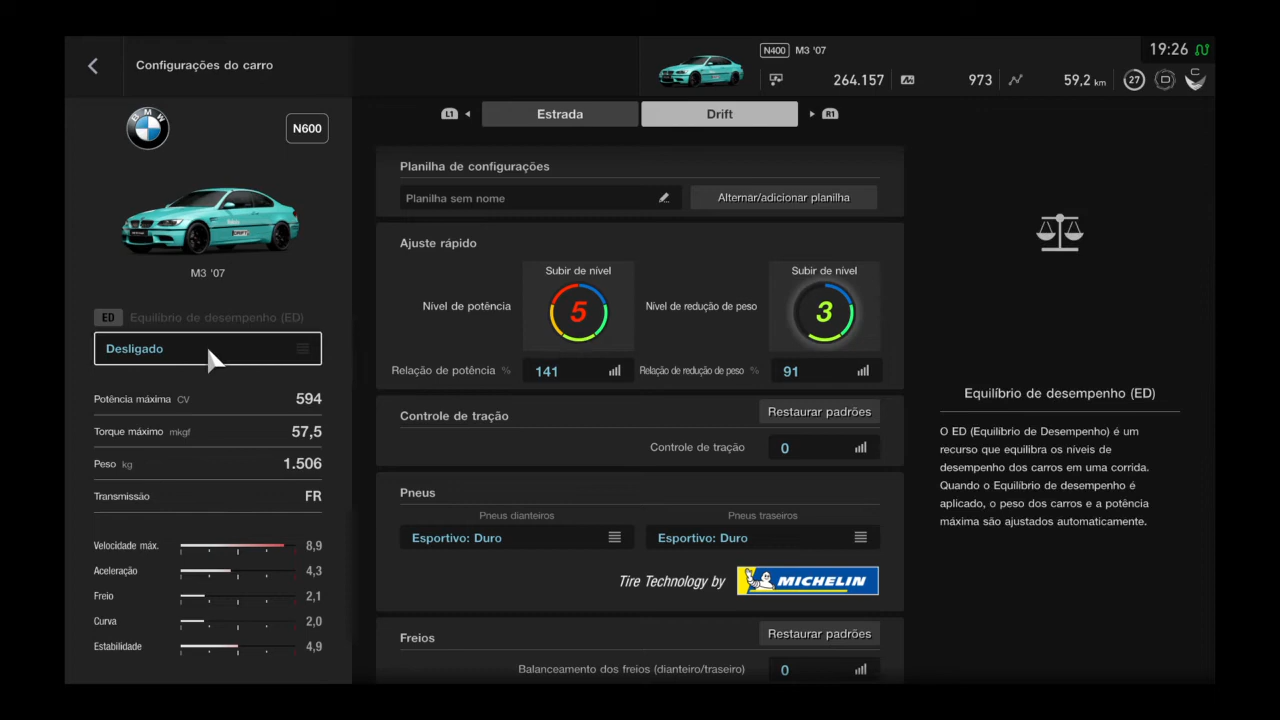 Configurações do carro
N400 M3 '07
19:26
264.157
973
59,2 km
27
D
C
L1 Estrada Drift R1
BMW
N600
M3 '07
ED Equilíbrio de desempenho (ED)
Desligado
Potência máxima CV 594
Torque máximo mkgf 57,5
Peso kg 1.506
Transmissão FR
Velocidade máx. 8,9
Aceleração 4,3
Freio 2,1
Curva 2,0
Estabilidade 4,9
Planilha de configurações
Planilha sem nome
Alternar/adicionar planilha
Ajuste rápido
Nível de potência
Subir de nível
5
Nível de redução de peso
Subir de nível
3
Relação de potência % 141
Relação de redução de peso % 91
Controle de tração
Restaurar padrões
Controle de tração 0
Pneus
Pneus dianteiros
Esportivo: Duro
Pneus traseiros
Esportivo: Duro
Tire Technology by MICHELIN
Freios
Restaurar padrões
Balanceamento dos freios (dianteiro/traseiro) 0
Equilíbrio de desempenho (ED)
O ED (Equilíbrio de Desempenho) é um
recurso que equilibra os níveis de
desempenho dos carros em uma corrida.
Quando o Equilíbrio de desempenho é
aplicado, o peso dos carros e a potência
máxima são ajustados automaticamente.